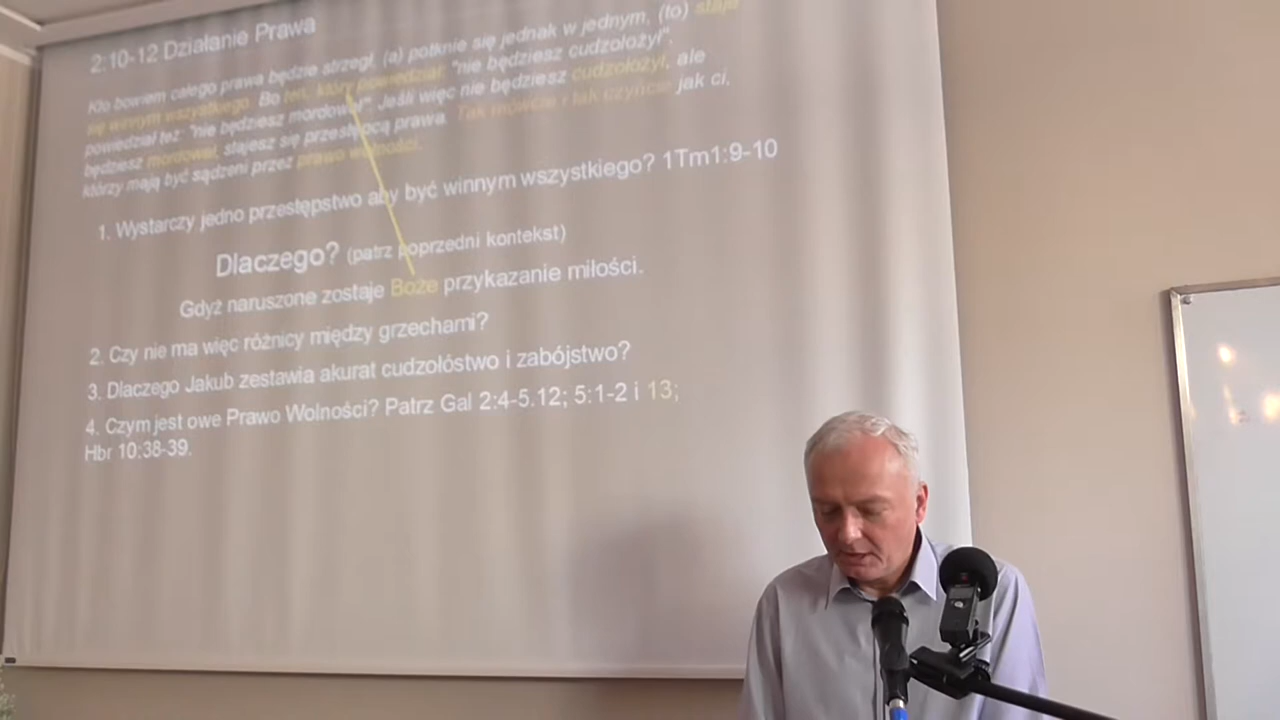 2:10-12 Działanie Prawa
Kto bowiem całego prawa będzie strzegł, (a) potknie się jednak w jednym, (to) staje
się winnym wszystkiego. Bo ten, który powiedział: "nie będziesz cudzołożył",
powiedział też: "nie będziesz mordował". Jeśli więc nie będziesz cudzołożył, ale
będziesz mordował, stajesz się przestępcą prawa. Tak mówcie i tak czyńcie jak ci,
którzy mają być sądzeni przez prawo wolności.
1. Wystarczy jedno przestępstwo aby być winnym wszystkiego? 1Tm1:9-10
Dlaczego? (patrz poprzedni kontekst)
Gdyż naruszone zostaje Boże przykazanie miłości.
2. Czy nie ma więc różnicy między grzechami?
3. Dlaczego Jakub zestawia akurat cudzołóstwo i zabójstwo?
4. Czym jest owe Prawo Wolności? Patrz Gal 2:4-5.12; 5:1-2 i 13;
Hbr 10:38-39.